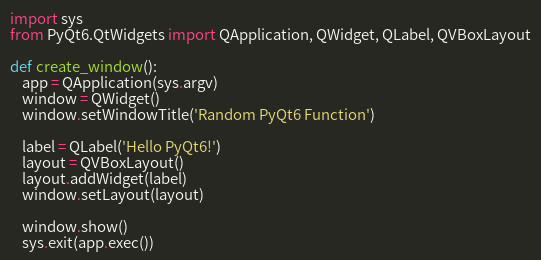 import sys
from PyQt6.QtWidgets import QApplication, QWidget, QLabel, QVBoxLayout

def create_window():
    app = QApplication(sys.argv)
    window = QWidget()
    window.setWindowTitle('Random PyQt6 Function')

    label = QLabel('Hello PyQt6!')
    layout = QVBoxLayout()
    layout.addWidget(label)
    window.setLayout(layout)

    window.show()
    sys.exit(app.exec())